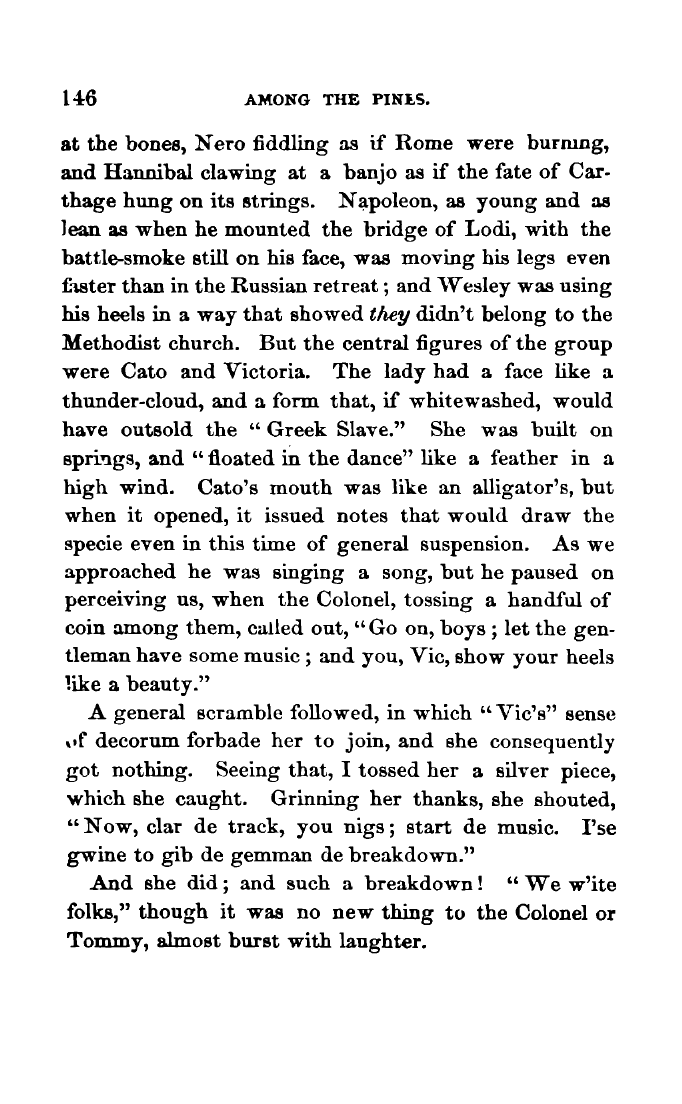 146 AMONG THE PINES.
at the bones, Nero fiddling as if Rome were burning,
and Hannibal clawing at a banjo as if the fate of Car-
thage hung on its strings. Napoleon, as young and as
lean as when he mounted the bridge of Lodi, with the
battle-smoke still on his face, was moving his legs even
faster than in the Russian retreat; and Wesley was using
his heels in a way that showed they didn't belong to the
Methodist church. But the central figures of the group
were Cato and Victoria. The lady had a face like a
thunder-cloud, and a form that, if whitewashed, would
have outsold the "Greek Slave." She was built on
springs, and "floated in the dance" like a feather in a
high wind. Cato's mouth was like an alligator's, but
when it opened, it issued notes that would draw the
specie even in this time of general suspension. As we
approached he was singing a song, but he paused on
perceiving us, when the Colonel, tossing a handful of
coin among them, called out, "Go on, boys; let the gen-
tleman have some music; and you, Vic, show your heels
like a beauty."
A general scramble followed, in which "Vic's" sense
of decorum forbade her to join, and she consequently
got nothing. Seeing that, I tossed her a silver piece,
which she caught. Grinning her thanks, she shouted,
"Now, clar de track, you nigs; start de music. I'se
gwine to gib de gemman de breakdown."
And she did; and such a breakdown! "We w'ite
folks," though it was no new thing to the Colonel or
Tommy, almost burst with laughter.